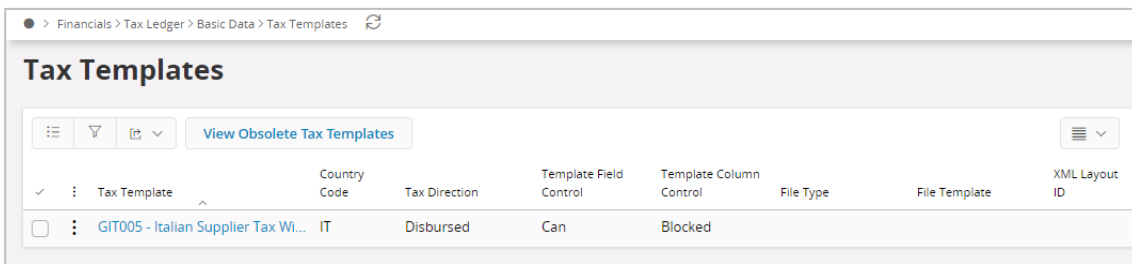 > Financials > Tax Ledger > Basic Data > Tax Templates
Tax Templates
View Obsolete Tax Templates
Tax Template Country Code Tax Direction Template Field Control Template Column Control File Type File Template XML Layout ID
GIT005 - Italian Supplier Tax Wi... IT Disbursed Can Blocked